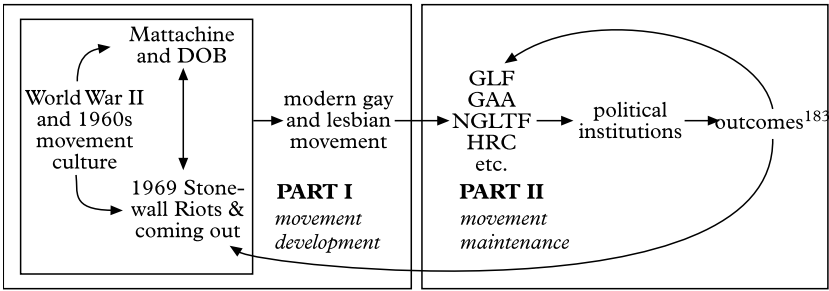 Mattachine
and DOB
World War II
and 1960s
movement
culture
1969 Stone-
wall Riots &
coming out
modern gay
and lesbian
movement
PART I
movement
development
GLF
GAA
NGLTF
HRC
etc.
PART II
movement
maintenance
political
institutions
outcomes183